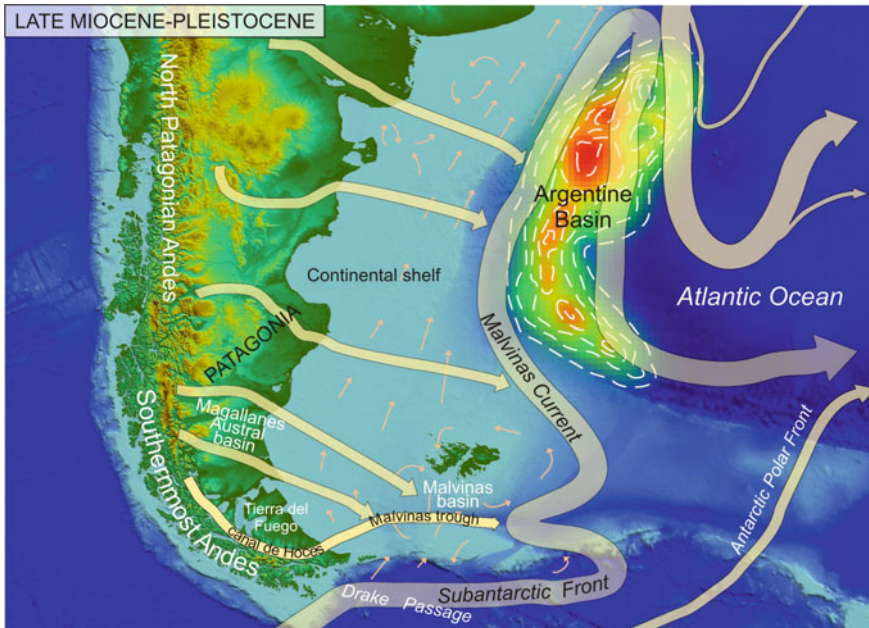 LATE MIOCENE-PLEISTOCENE
North Patagonian Andes
Argentine
Basin
Continental shelf
Atlantic Ocean
PATAGONIA
Malvinas Current
Magallanes
Austral
basin
Southernmost Andes
Malvinas
basin
Tierra del
Fuego
Malvinas trough
canal de Hoces
Antarctic Polar Front
Subantarctic Front
Drake Passage